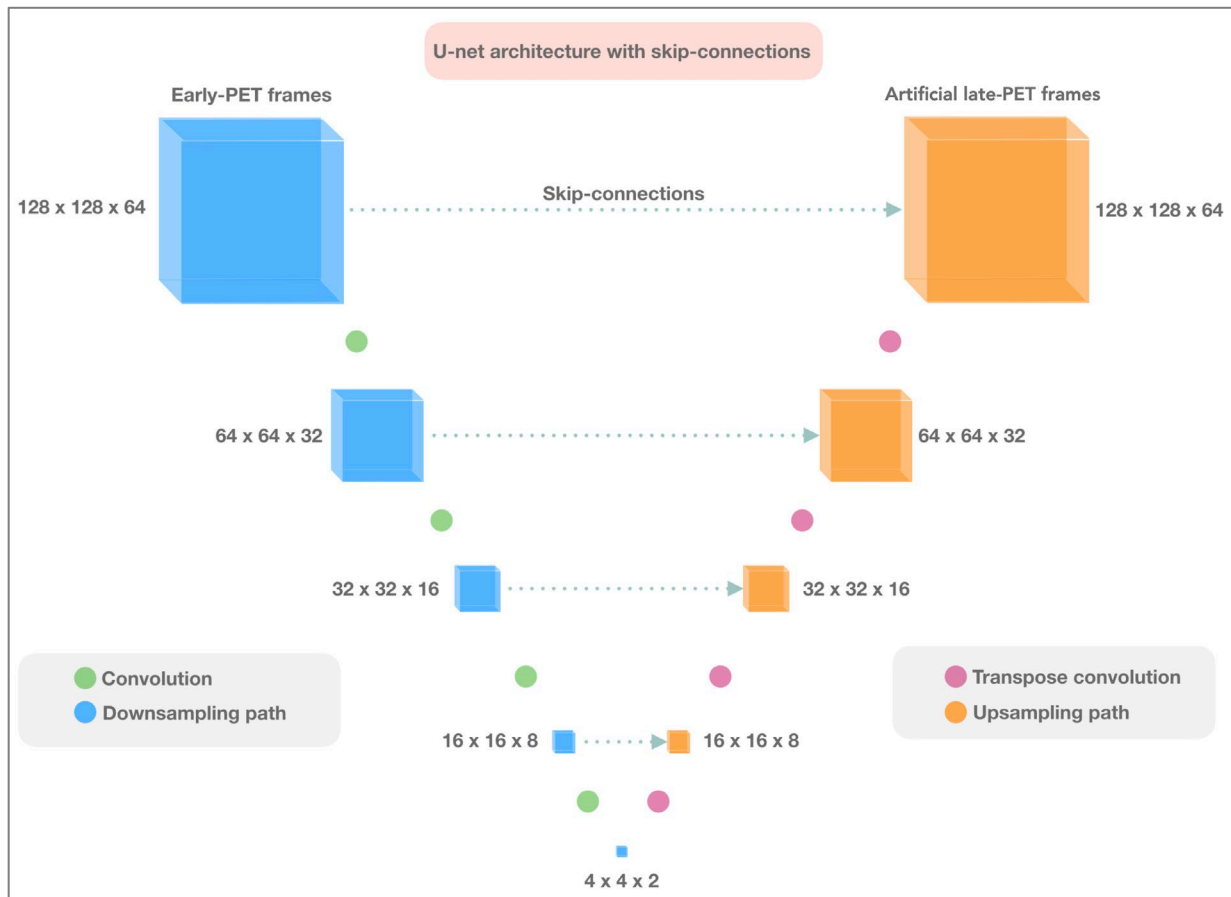 U-net architecture with skip-connections
Early-PET frames
Artificial late-PET frames
128 x 128 x 64
Skip-connections
128 x 128 x 64
64 x 64 x 32
64 x 64 x 32
32 x 32 x 16
32 x 32 x 16
Convolution
Downsampling path
Transpose convolution
Upsampling path
16 x 16 x 8
16 x 16 x 8
4 x 4 x 2